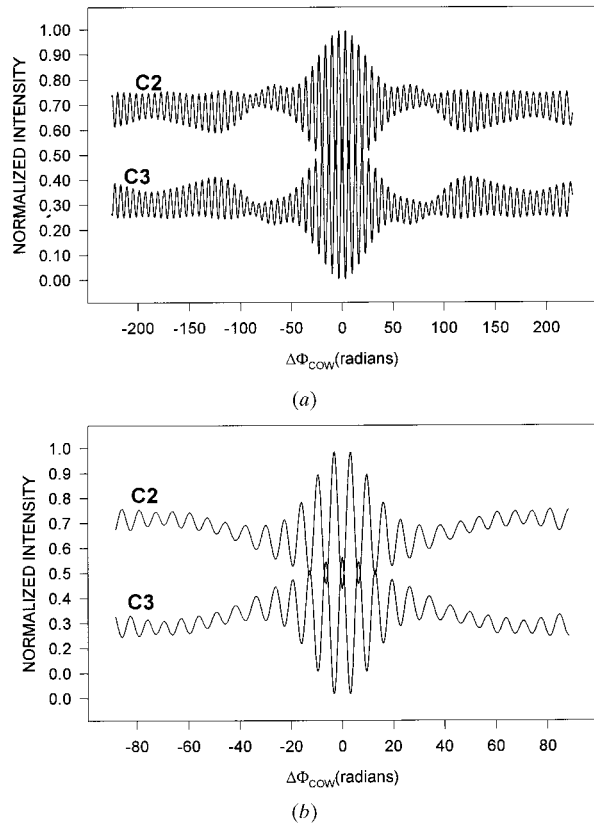 1.00
0.90
0.80
0.70
0.60
0.50
0.40
0.30
0.20
0.10
0.00
NORMALIZED INTENSITY
C2
C3
-200 -150 -100 -50 0 50 100 150 200
ΔΦCOW(radians)
(a)
1.0
0.9
0.8
0.7
0.6
0.5
0.4
0.3
0.2
0.1
0.0
NORMALIZED INTENSITY
C2
C3
-80 -60 -40 -20 0 20 40 60 80
ΔΦCOW(radians)
(b)